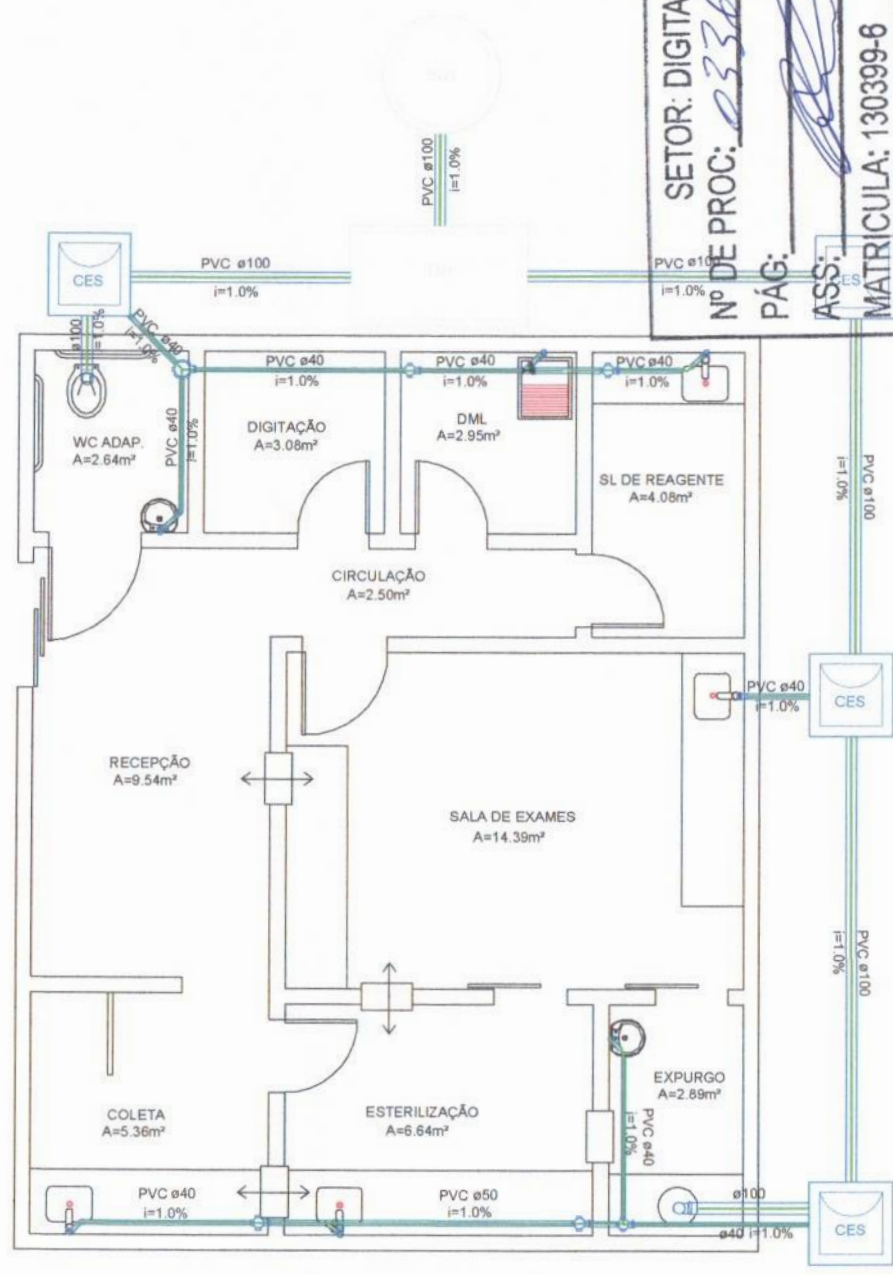 SETOR: DIGITA
Nº DE PROC: 0336
PÁG:
ASS:
MATRICULA: 130399-6
PVC ø100
i=1.0%
CES
PVC ø100
i=1.0%
PVC ø10
i=1.0%
ES
ø100
i=1.0%
PVC ø40
i=1.0%
PVC ø40
i=1.0%
PVC ø40
i=1.0%
PVC ø40
i=1.0%
WC ADAP.
A=2.64m²
PVC ø40
i=1.0%
DIGITAÇÃO
A=3.08m²
DML
A=2.95m²
SL DE REAGENTE
A=4.08m²
PVC ø100
i=1.0%
CIRCULAÇÃO
A=2.50m²
PVC ø40
i=1.0%
CES
RECEPÇÃO
A=9.54m²
SALA DE EXAMES
A=14.39m²
PVC ø100
i=1.0%
COLETA
A=5.36m²
ESTERILIZAÇÃO
A=6.64m²
EXPURGO
A=2.89m²
PVC ø40
i=1.0%
PVC ø40
i=1.0%
PVC ø50
i=1.0%
ø100
ø40 i=1.0%
CES